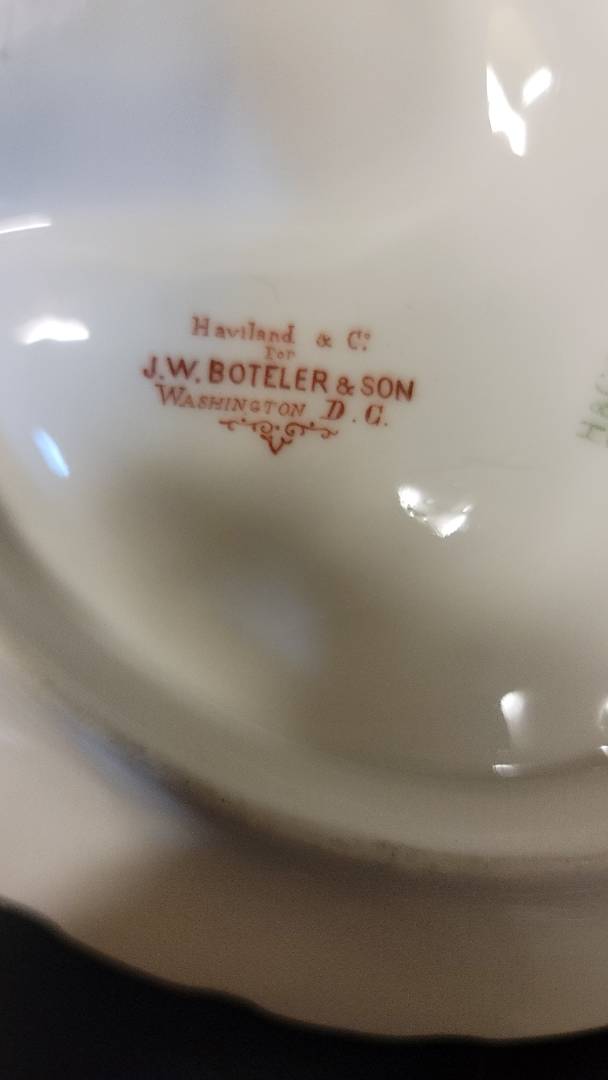 Haviland & Co
For
J.W. BOTELER & SON
WASHINGTON D.C.